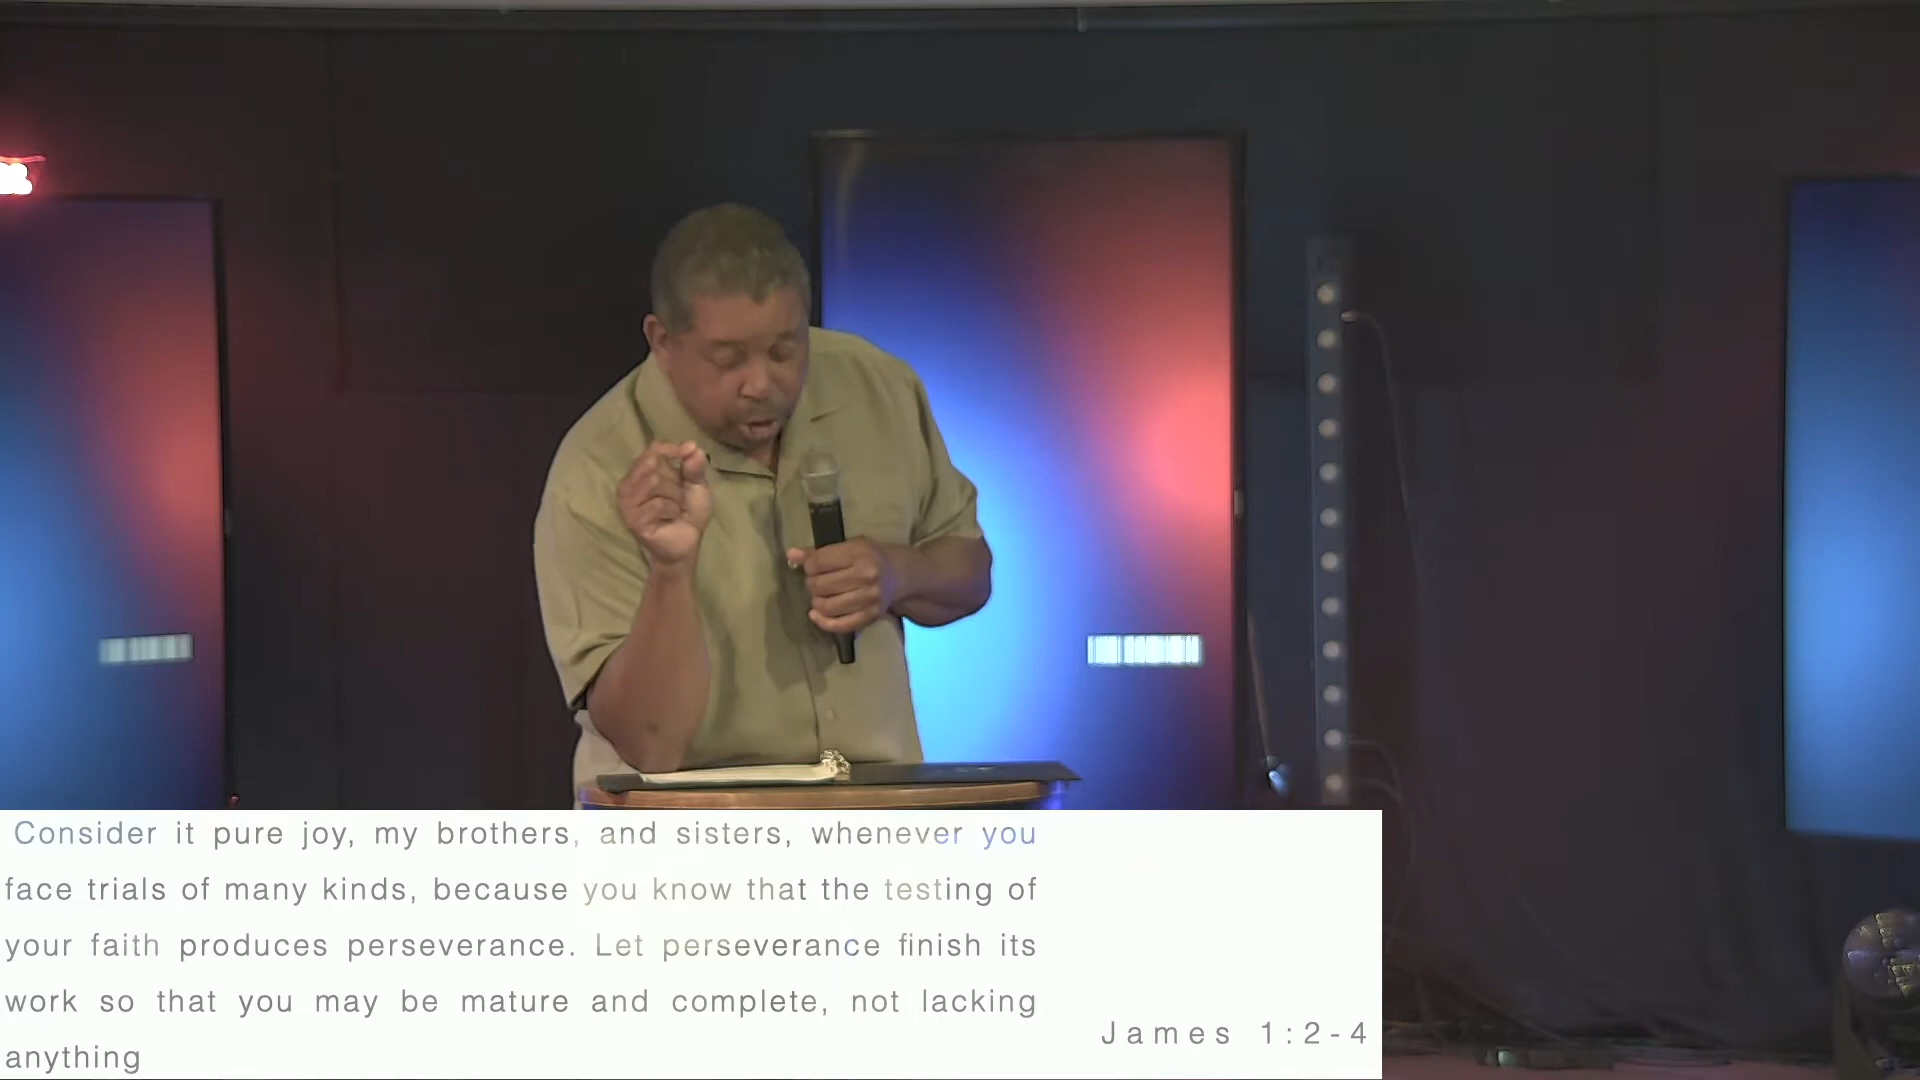 Consider it pure joy, my brothers, and sisters, whenever you
face trials of many kinds, because you know that the testing of
your faith produces perseverance. Let perseverance finish its
work so that you may be mature and complete, not lacking
anything
James 1:2-4